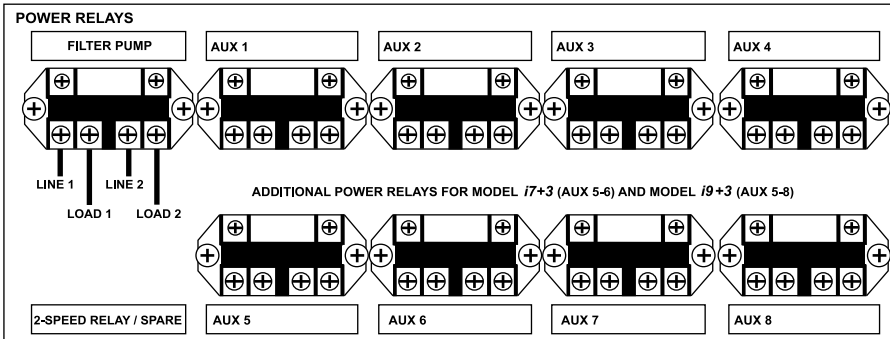 POWER RELAYS
FILTER PUMP
AUX 1
AUX 2
AUX 3
AUX 4
LINE 1
LINE 2
LOAD 1
LOAD 2
ADDITIONAL POWER RELAYS FOR MODEL i7+3 (AUX 5-6) AND MODEL i9+3 (AUX 5-8)
2-SPEED RELAY / SPARE
AUX 5
AUX 6
AUX 7
AUX 8